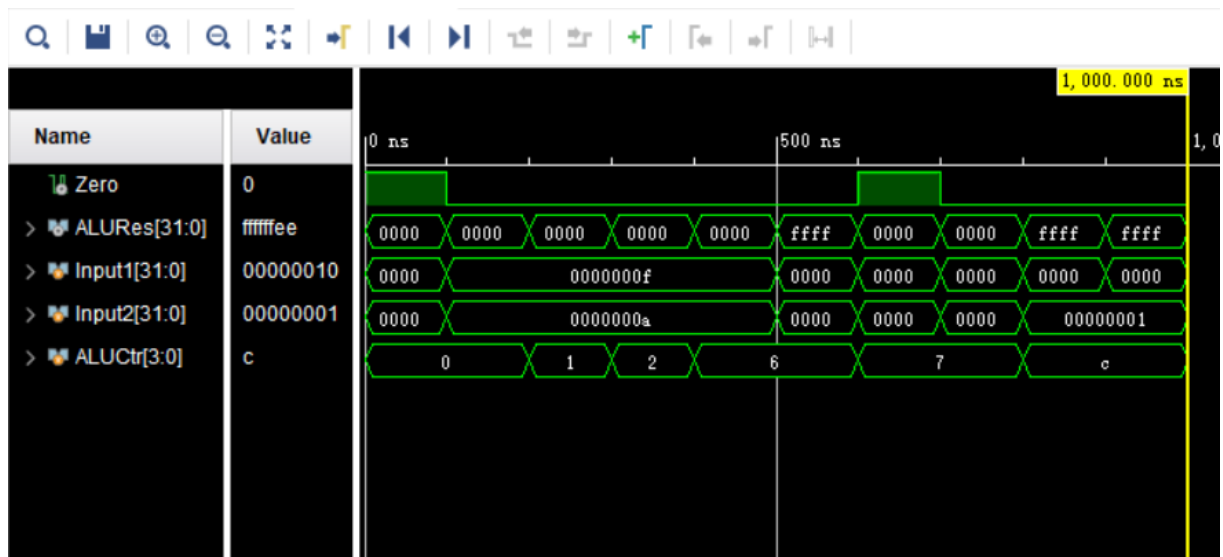 1,000.000 ns
Name Value 0 ns 500 ns 1,0
Zero 0
ALURes[31:0] ffffffee 0000 0000 0000 0000 0000 ffff 0000 0000 ffff ffff
Input1[31:0] 00000010 0000 0000000f 0000 0000 0000 0000 0000
Input2[31:0] 00000001 0000 0000000a 0000 0000 0000 00000001
ALUCtr[3:0] c 0 1 2 6 7 c